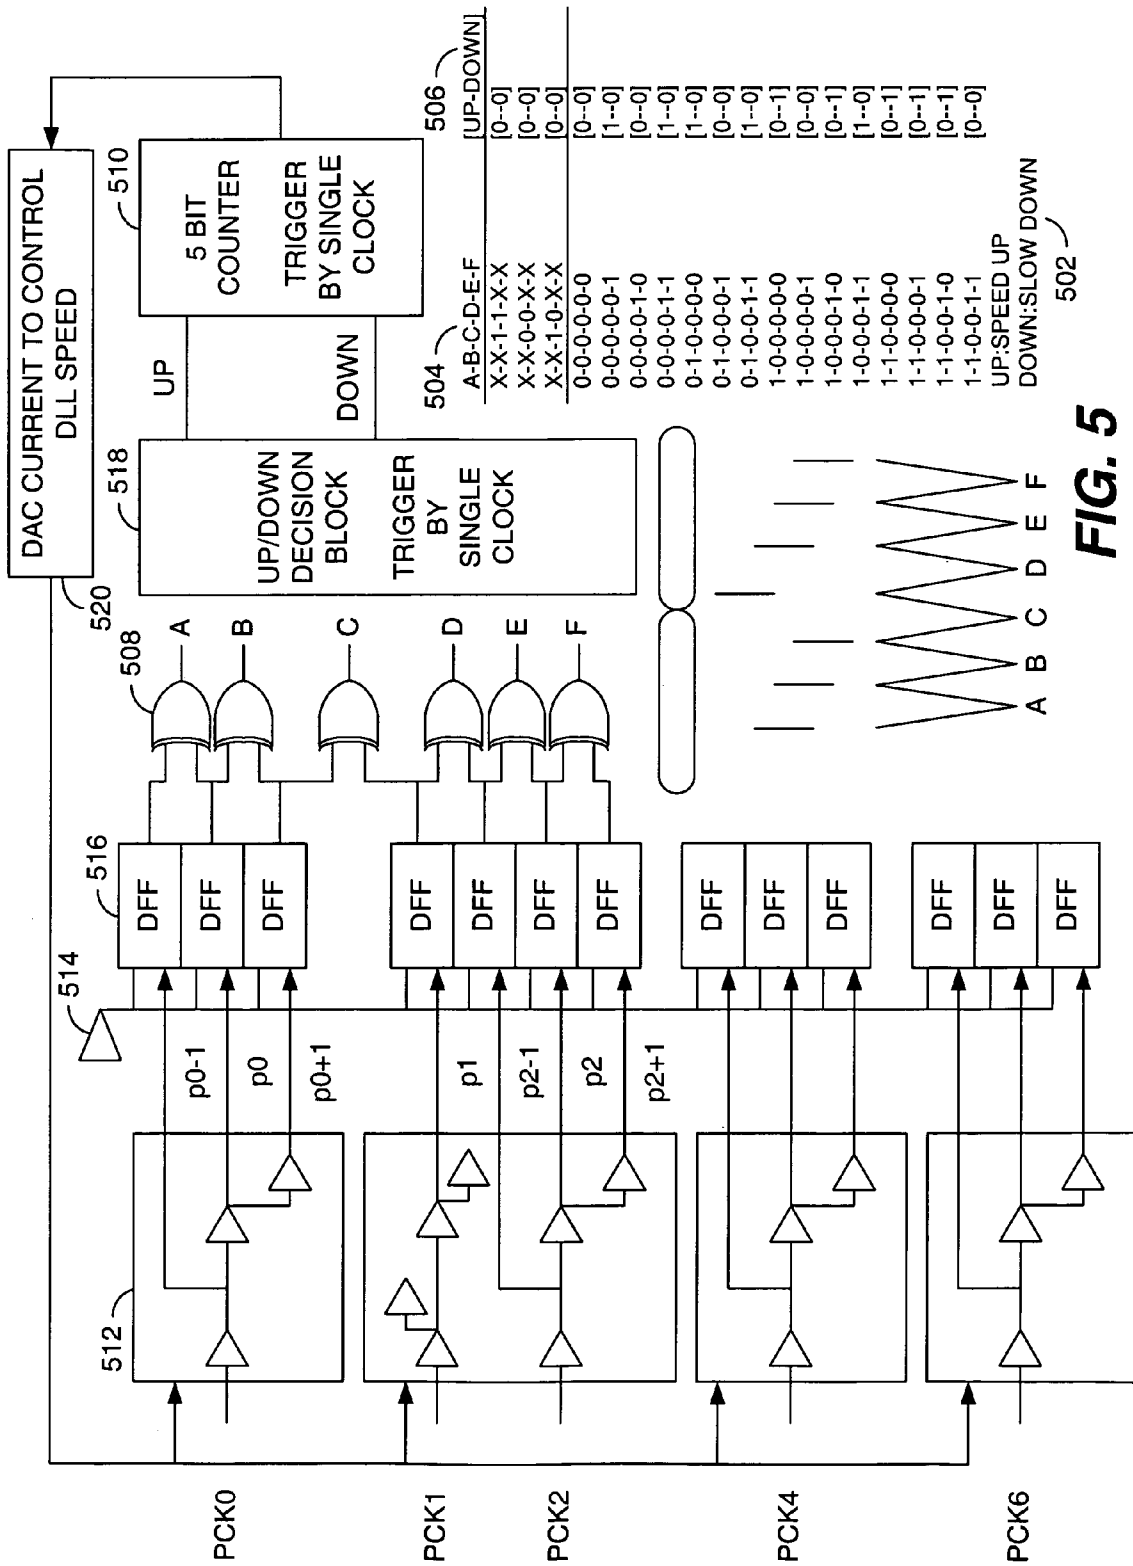 DAC CURRENT TO CONTROL
DLL SPEED
520
514
516
508
518
510
512
PCK0
p0-1
p0
p0+1
DFF
DFF
DFF
A
B
C
D
E
F
UP/DOWN
DECISION
BLOCK
TRIGGER
BY
SINGLE
CLOCK
UP
DOWN
5 BIT
COUNTER
TRIGGER
BY SINGLE
CLOCK
PCK1
PCK2
p1
p2-1
p2
p2+1
DFF
DFF
DFF
DFF
PCK4
DFF
DFF
DFF
PCK6
DFF
DFF
DFF
504
506
A-B-C-D-E-F [UP-DOWN]
X-X-1-1-X-X [0--0]
X-X-0-0-X-X [0--0]
X-X-1-0-X-X [0--0]
0-0-0-0-0-0 [0--0]
0-0-0-0-0-1 [1--0]
0-0-0-0-1-0 [0--0]
0-0-0-0-1-1 [1--0]
0-1-0-0-0-0 [1--0]
0-1-0-0-0-1 [0--0]
0-1-0-0-1-1 [1--0]
1-0-0-0-0-0 [0--1]
1-0-0-0-0-1 [0--0]
1-0-0-0-1-0 [0--1]
1-0-0-0-1-1 [1--0]
1-1-0-0-0-0 [0--1]
1-1-0-0-0-1 [0--1]
1-1-0-0-1-0 [0--1]
1-1-0-0-1-1 [0--0]
UP:SPEED UP
DOWN:SLOW DOWN
502
A B C D E F
FIG. 5